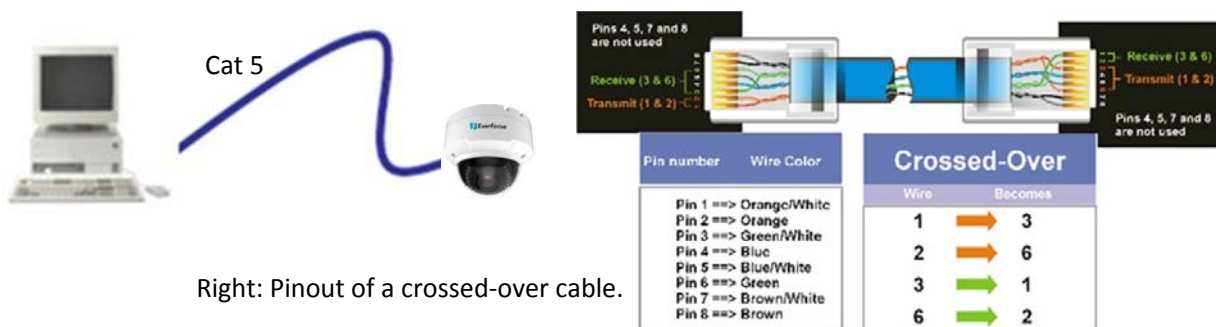 Cat 5
EverFocus
Right: Pinout of a crossed-over cable.
Pins 4, 5, 7 and 8
are not used
Receive (3 & 6)
Transmit (1 & 2)
Receive (3 & 6)
Transmit (1 & 2)
Pins 4, 5, 7 and 8
are not used
Pin number Wire Color
Pin 1 ==> Orange/White
Pin 2 ==> Orange
Pin 3 ==> Green/White
Pin 4 ==> Blue
Pin 5 ==> Blue/White
Pin 6 ==> Green
Pin 7 ==> Brown/White
Pin 8 ==> Brown
Crossed-Over
Wire Becomes
1 3
2 6
3 1
6 2